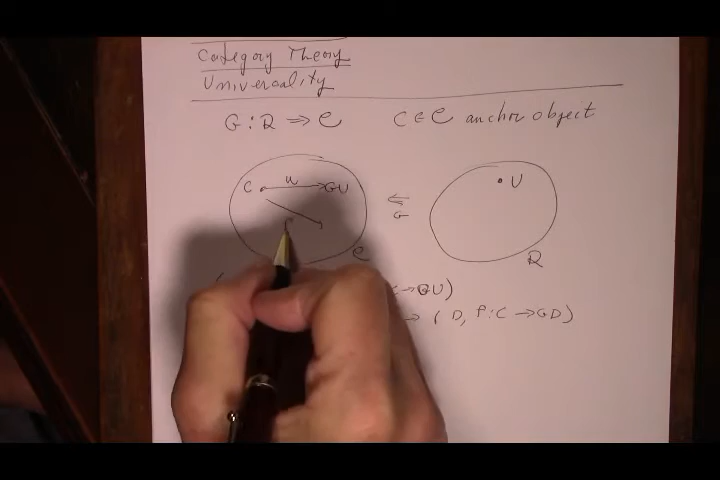 Category Theory
Universality
G : R ⇒ C C ∈ C anchor object
C u GU ⇐ G U
C R
→ GU)
→ ( D, P : C → GD )